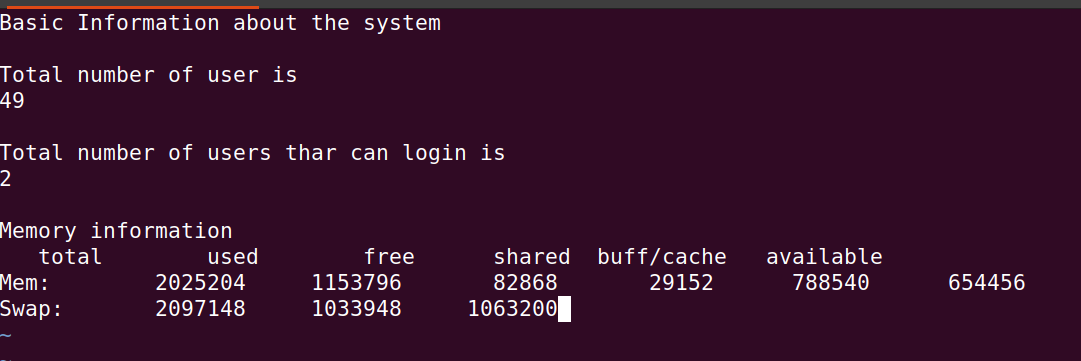 Basic Information about the system
Total number of user is
49
Total number of users thar can login is
2
Memory information
total used free shared buff/cache available
Mem: 2025204 1153796 82868 29152 788540 654456
Swap: 2097148 1033948 1063200
~
~